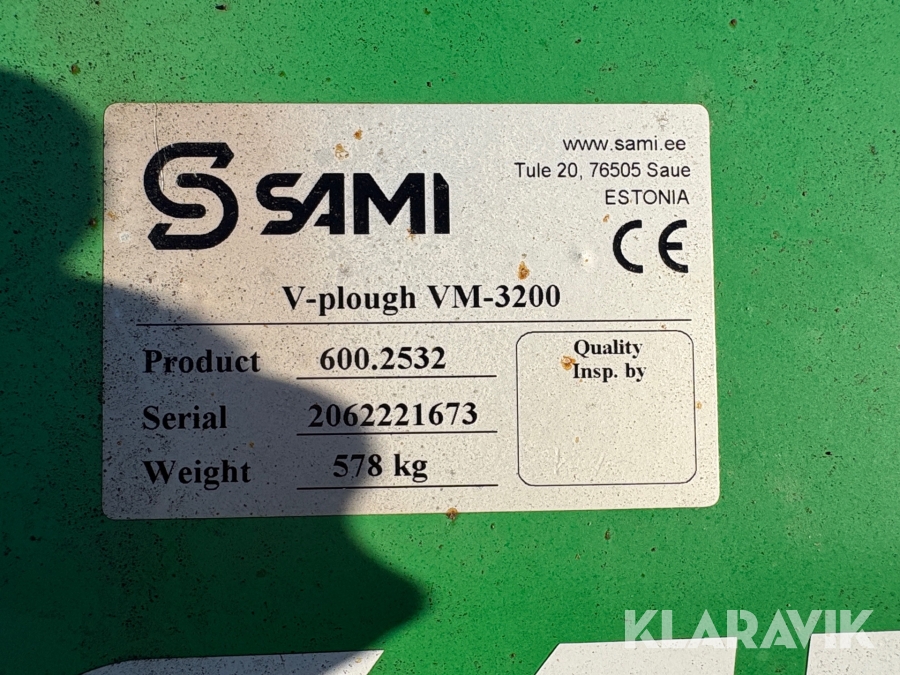 SAMI
www.sami.ee
Tule 20, 76505 Saue
ESTONIA
CE
V-plough VM-3200
Product 600.2532
Serial 2062221673
Weight 578 kg
Quality
Insp. by
KLARAVIK